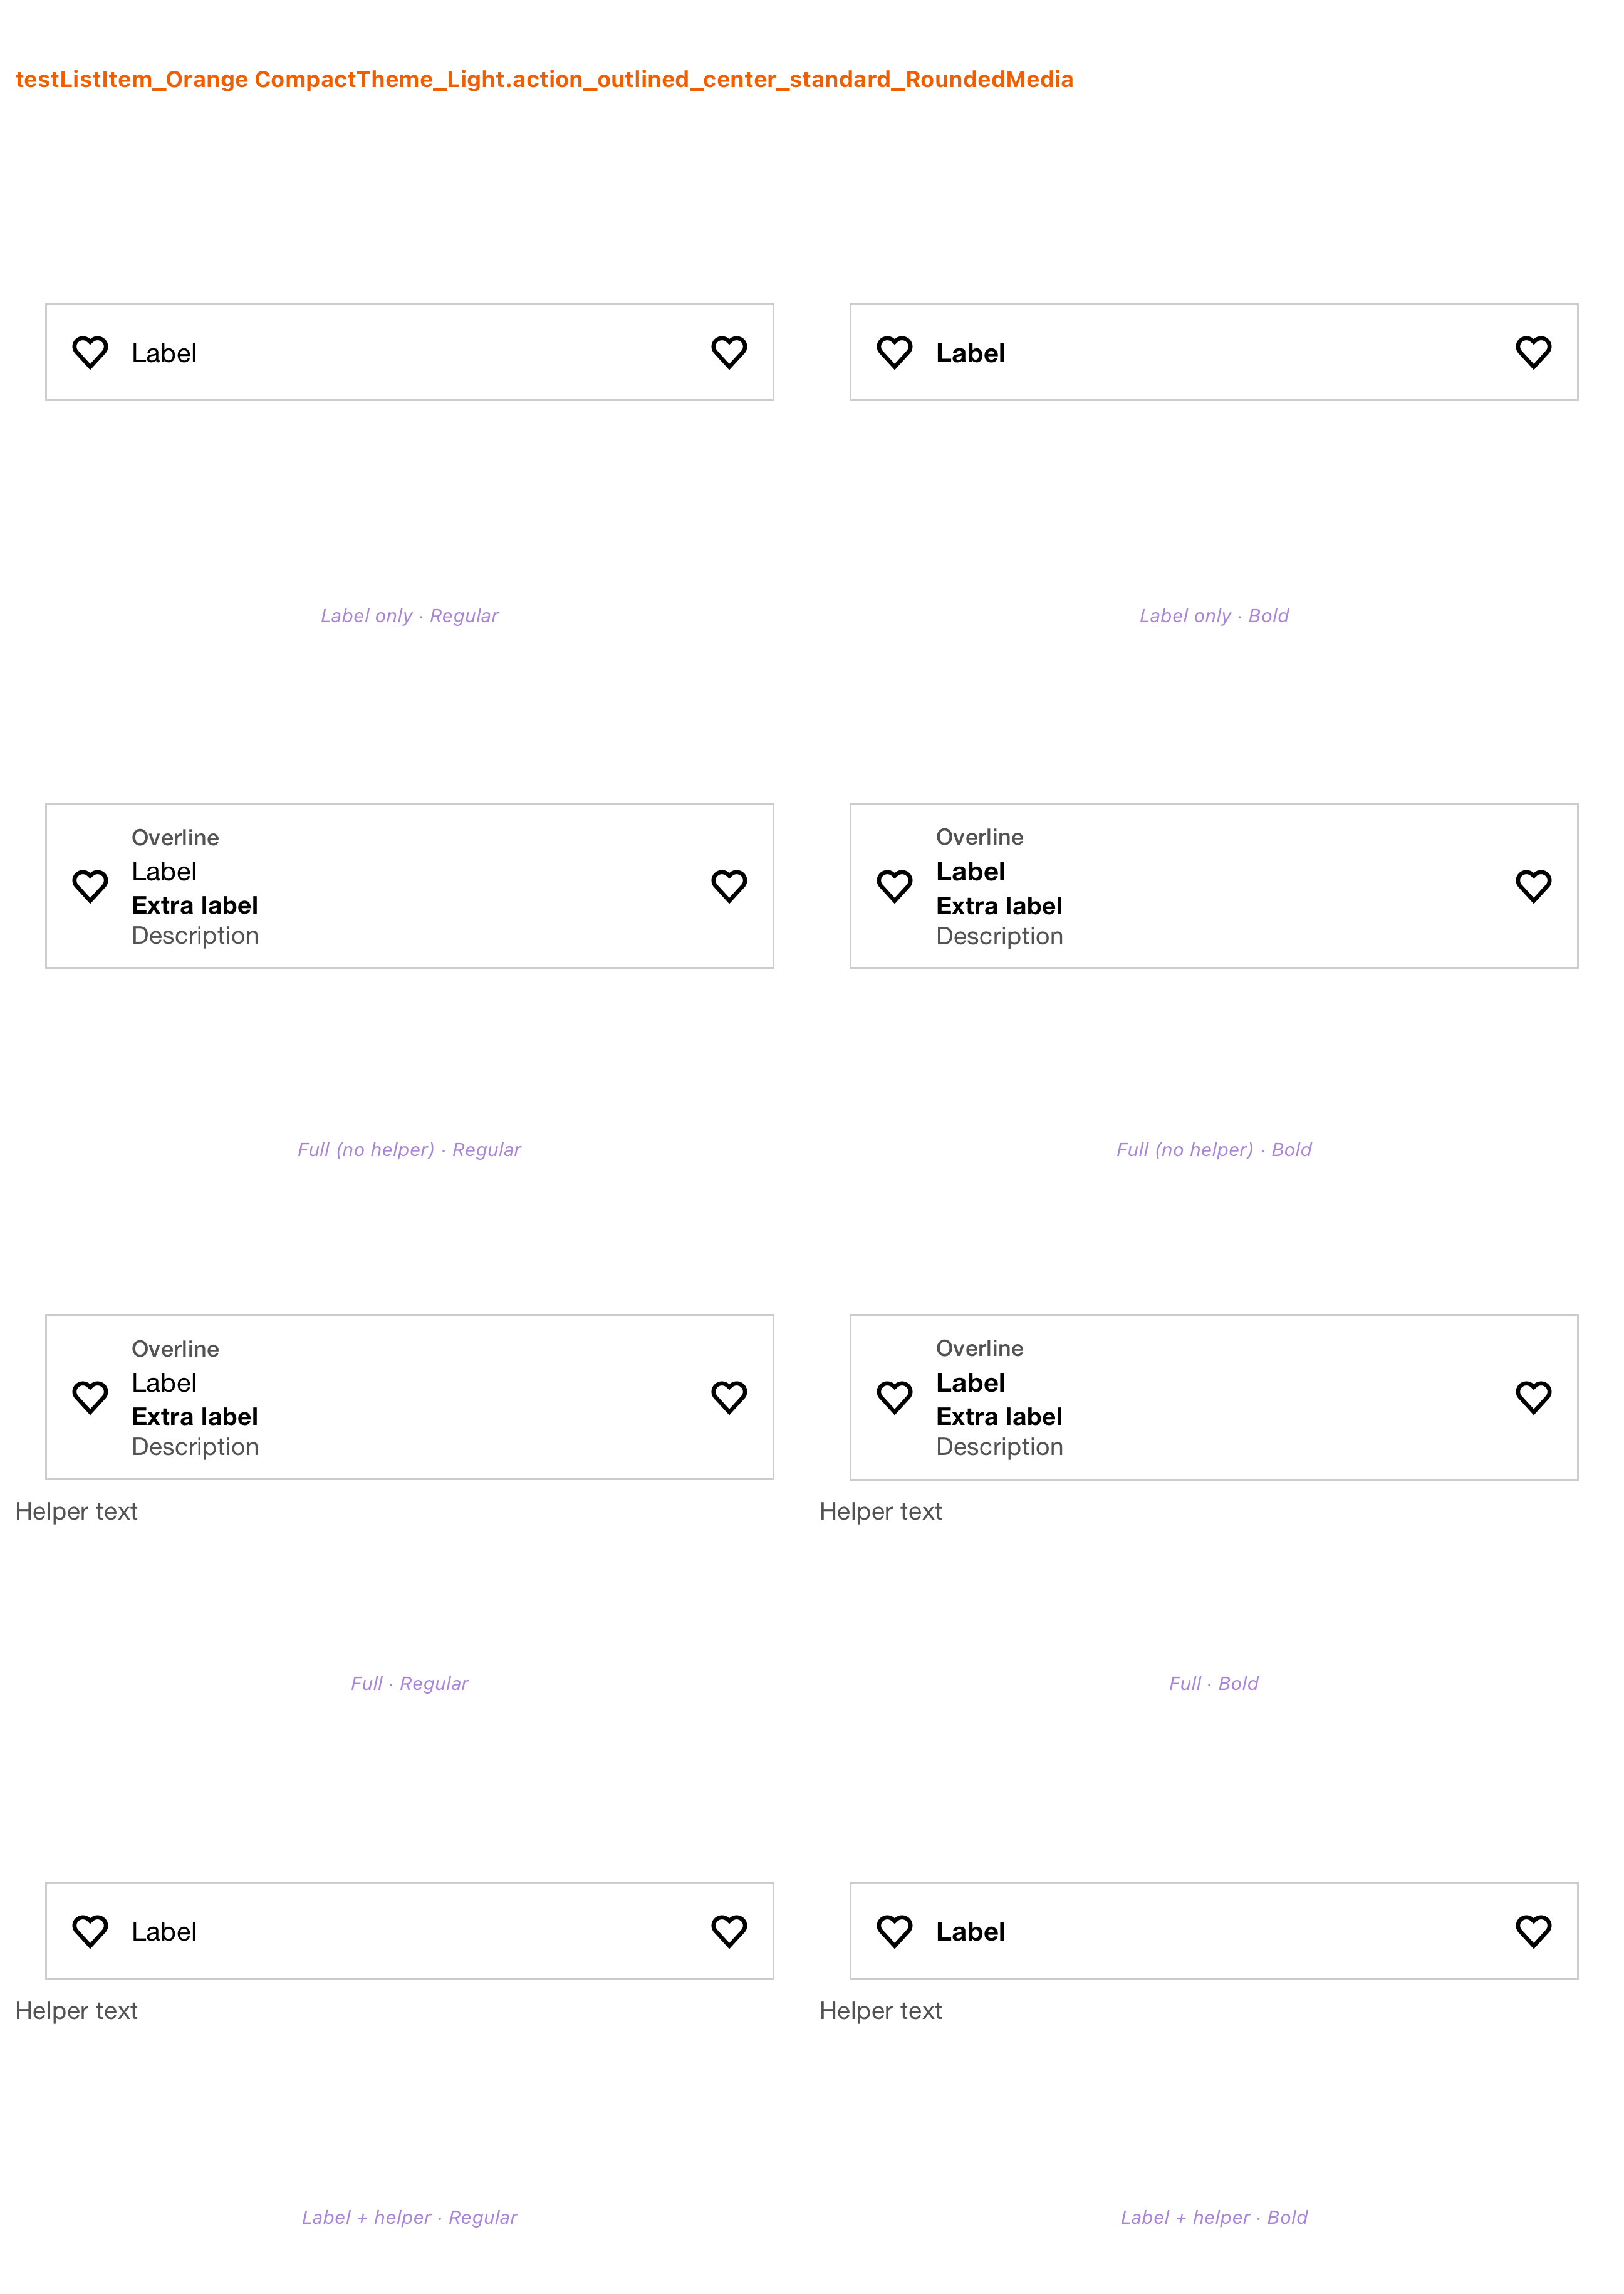 testListItem_Orange CompactTheme_Light.action_outlined_center_standard_RoundedMedia
Label
Label
Label only · Regular
Label only · Bold
Overline
Label
Extra label
Description
Overline
Label
Extra label
Description
Full (no helper) · Regular
Full (no helper) · Bold
Overline
Label
Extra label
Description
Helper text
Overline
Label
Extra label
Description
Helper text
Full · Regular
Full · Bold
Label
Helper text
Label
Helper text
Label + helper · Regular
Label + helper · Bold